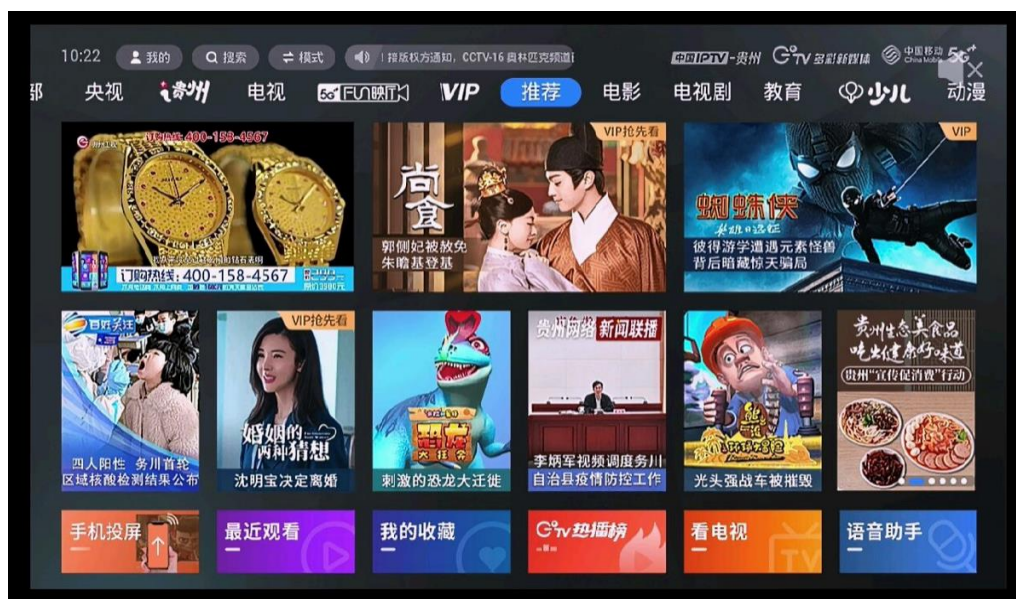 10:22
我的
搜索
模式
接版权方通知，CCTV-16 奥林匹克频道
中国IPTV-贵州
GTV 多彩新媒体
中国移动
China Mobile
5G++
部
央视
贵州
电视
5G FUN映厅
VIP
推荐
电影
电视剧
教育
少儿
动漫
订购热线:400-158-4567
订购热线:400-158-4567
VIP抢先看
尚食
郭侧妃被赦免
朱瞻基登基
VIP
蜘蛛侠
英雄远征
彼得游学遭遇元素怪兽
背后暗藏惊天骗局
百姓关注
四人阳性 务川首轮
区域核酸检测结果公布
VIP抢先看
婚姻的
两种猜想
沈明宝决定离婚
恐龙
大狂奔
刺激的恐龙大迁徙
贵州网络
新闻联播
李炳军视频调度务川
自治县疫情防控工作
光头强战车被摧毁
贵州生态美食品
吃出健康好味道
贵州“宣传促消费”行动
手机投屏
最近观看
我的收藏
GTV热播榜
看电视
TV
语音助手